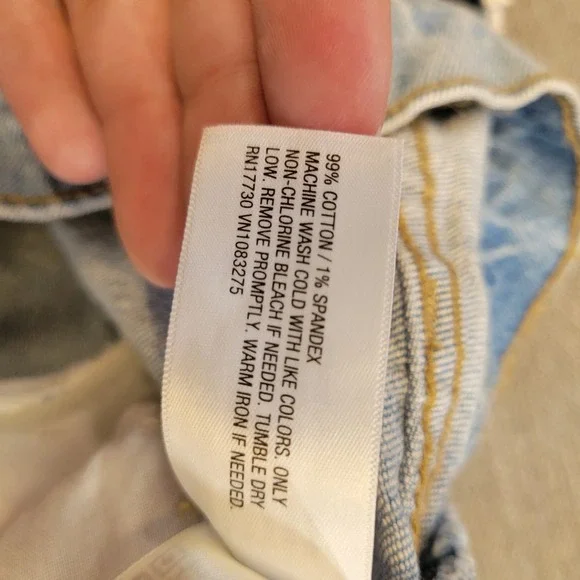 99% COTTON / 1% SPANDEX
MACHINE WASH COLD WITH LIKE COLORS. ONLY
NON-CHLORINE BLEACH IF NEEDED. TUMBLE DRY
LOW. REMOVE PROMPTLY. WARM IRON IF NEEDED.
RN17730 VN1083275